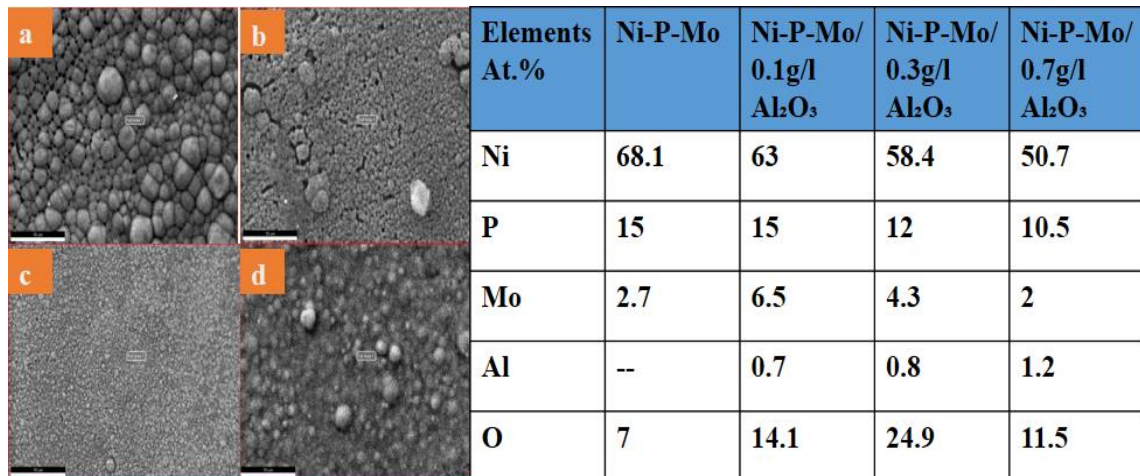 a
b
c
d
Elements At.% Ni-P-Mo Ni-P-Mo/ 0.1g/l Al₂O₃ Ni-P-Mo/ 0.3g/l Al₂O₃ Ni-P-Mo/ 0.7g/l Al₂O₃
Ni 68.1 63 58.4 50.7
P 15 15 12 10.5
Mo 2.7 6.5 4.3 2
Al -- 0.7 0.8 1.2
O 7 14.1 24.9 11.5